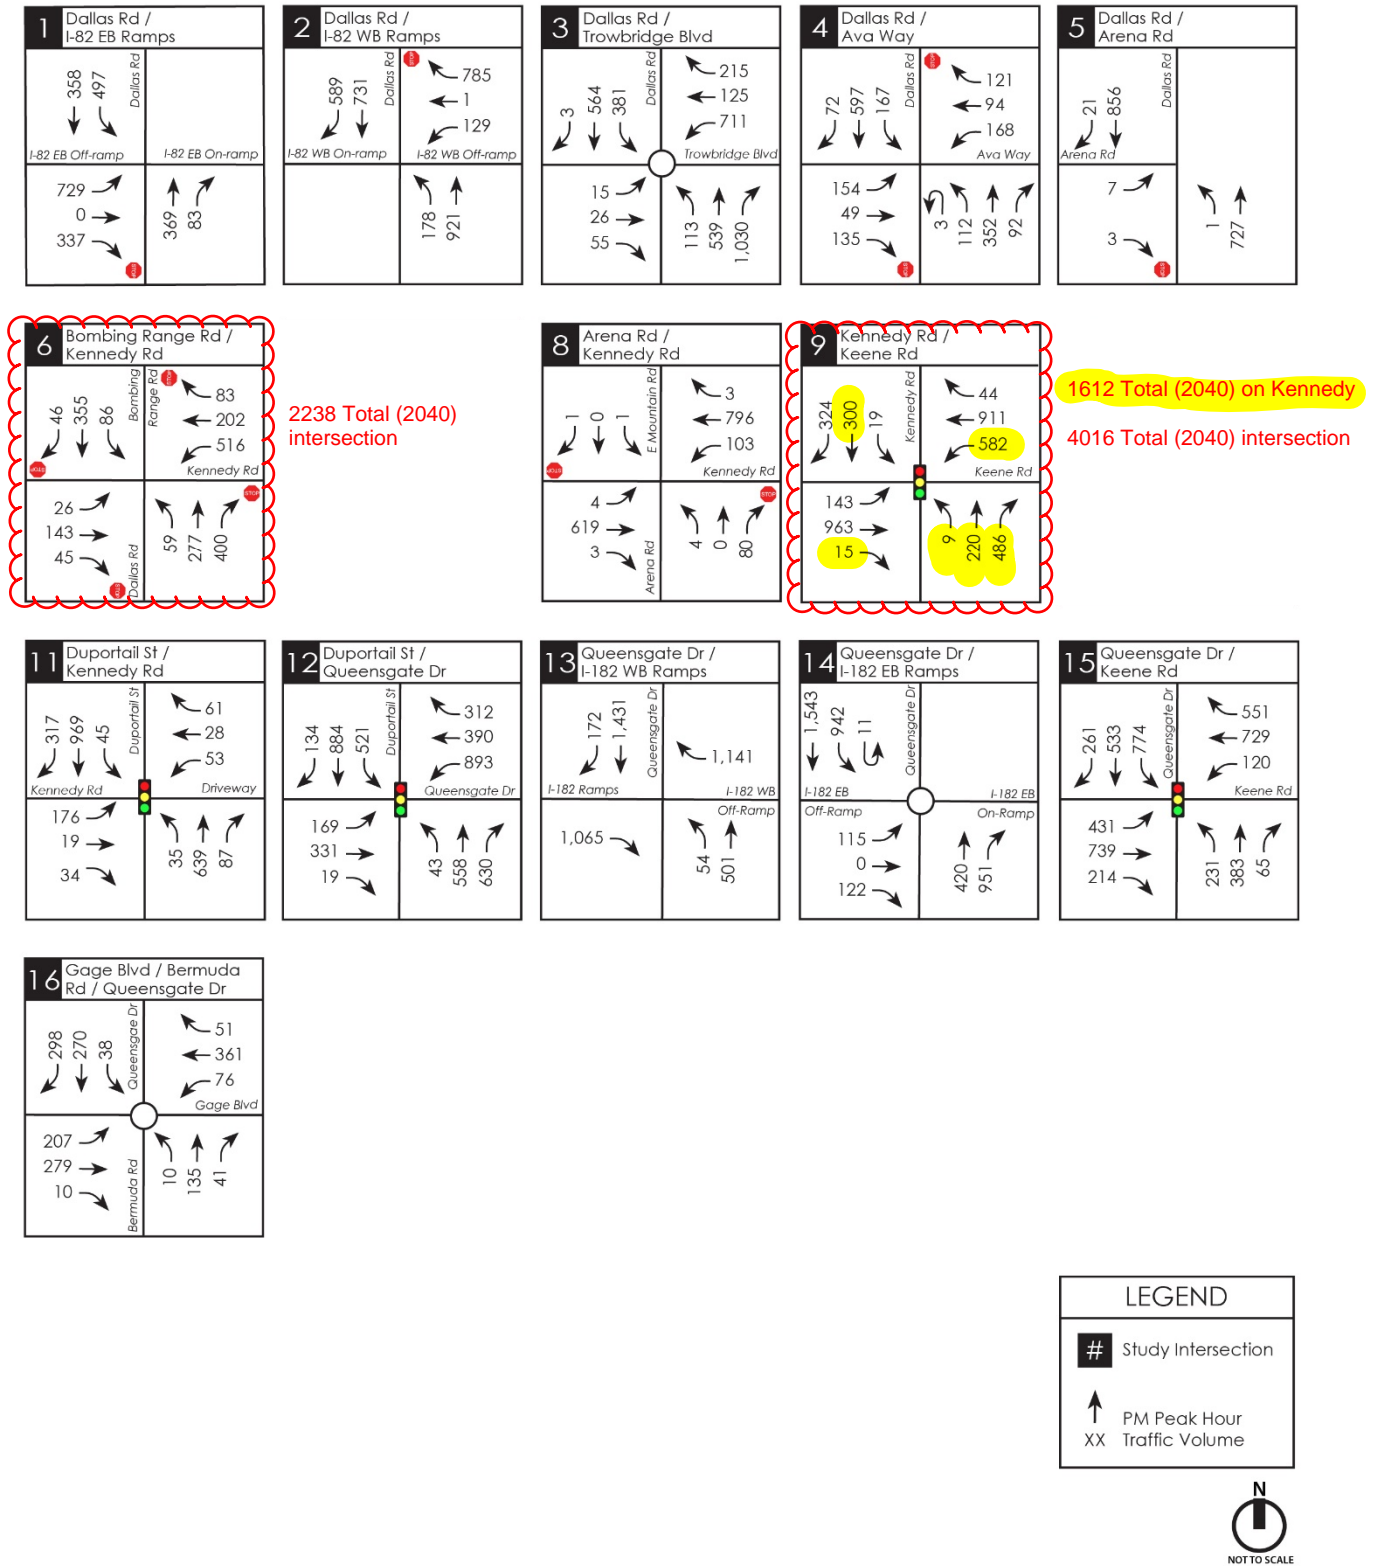 1
Dallas Rd /
I-82 EB Ramps
358
497
Dallas Rd
I-82 EB Off-ramp
I-82 EB On-ramp
729
0
337
369
83
STOP
2
Dallas Rd /
I-82 WB Ramps
589
731
Dallas Rd
STOP
785
1
129
I-82 WB On-ramp
I-82 WB Off-ramp
178
921
3
Dallas Rd /
Trowbridge Blvd
3
564
381
Dallas Rd
215
125
711
Trowbridge Blvd
15
26
55
113
539
1,030
4
Dallas Rd /
Ava Way
72
597
167
Dallas Rd
STOP
121
94
168
Ava Way
154
49
135
STOP
3
112
352
92
5
Dallas Rd /
Arena Rd
21
856
Dallas Rd
Arena Rd
7
3
STOP
1
727
6
Bombing Range Rd /
Kennedy Rd
46
355
86
Bombing
Range Rd
STOP
83
202
516
Kennedy Rd
STOP
26
143
45
STOP
Dallas Rd
59
277
400
STOP
2238 Total (2040)
intersection
8
Arena Rd /
Kennedy Rd
1
0
1
E Mountain Rd
3
796
103
Kennedy Rd
STOP
4
619
3
Arena Rd
4
0
80
STOP
9
Kennedy Rd /
Keene Rd
324
300
19
Kennedy Rd
44
911
582
Keene Rd
143
963
15
9
220
486
1612 Total (2040) on Kennedy
4016 Total (2040) intersection
11
Duportail St /
Kennedy Rd
317
969
45
Duportail St
61
28
53
Kennedy Rd
Driveway
176
19
34
35
639
87
12
Duportail St /
Queensgate Dr
134
884
521
Duportail St
312
390
893
Queensgate Dr
169
331
19
43
558
630
13
Queensgate Dr /
I-182 WB Ramps
172
1,431
Queensgate Dr
1,141
I-182 Ramps
I-182 WB
Off-Ramp
1,065
54
501
14
Queensgate Dr /
I-182 EB Ramps
1,543
942
11
Queensgate Dr
I-182 EB
Off-Ramp
I-182 EB
On-Ramp
115
0
122
420
951
15
Queensgate Dr /
Keene Rd
261
533
774
Queensgate Dr
551
729
120
Keene Rd
431
739
214
231
383
65
16
Gage Blvd / Bermuda
Rd / Queensgate Dr
298
270
38
Queensgae Dr
51
361
76
Gage Blvd
207
279
10
Bermuda Rd
10
135
41
LEGEND
# Study Intersection
PM Peak Hour
XX Traffic Volume
N
NOT TO SCALE